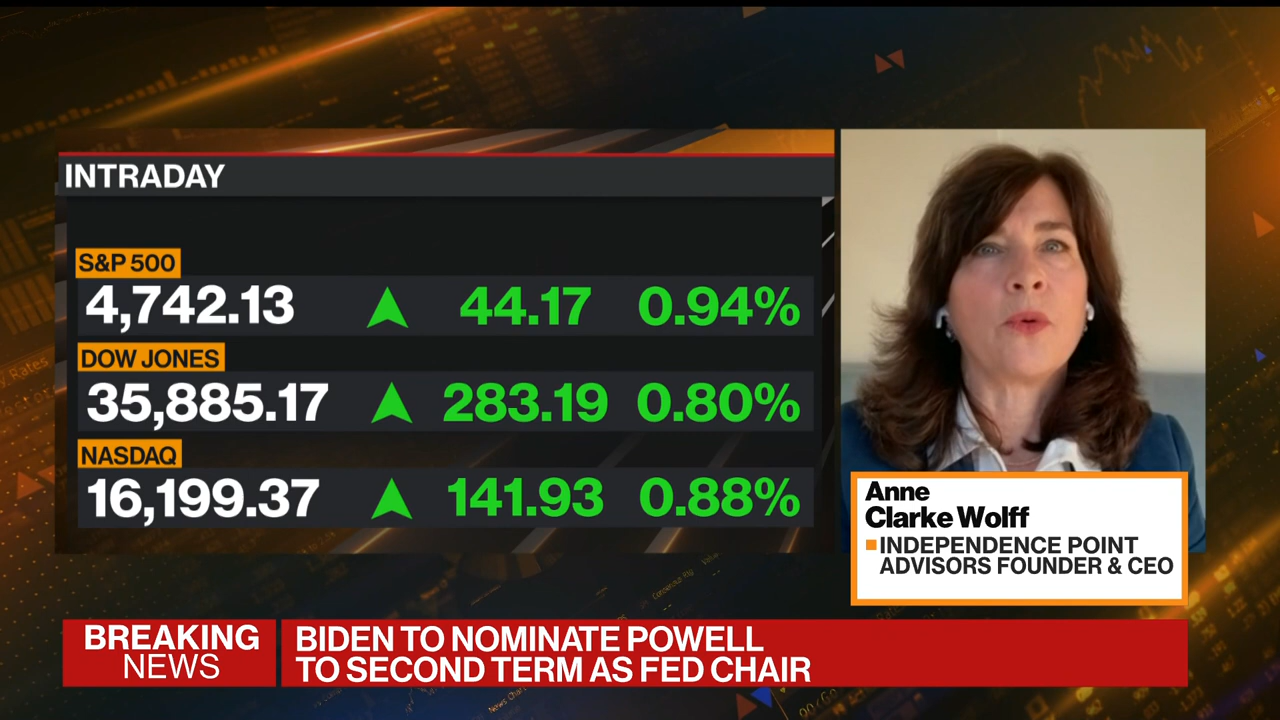 INTRADAY
S&P 500
4,742.13 44.17 0.94%
DOW JONES
35,885.17 283.19 0.80%
NASDAQ
16,199.37 141.93 0.88%
Anne
Clarke Wolff
INDEPENDENCE POINT
ADVISORS FOUNDER & CEO
BREAKING
NEWS
BIDEN TO NOMINATE POWELL
TO SECOND TERM AS FED CHAIR